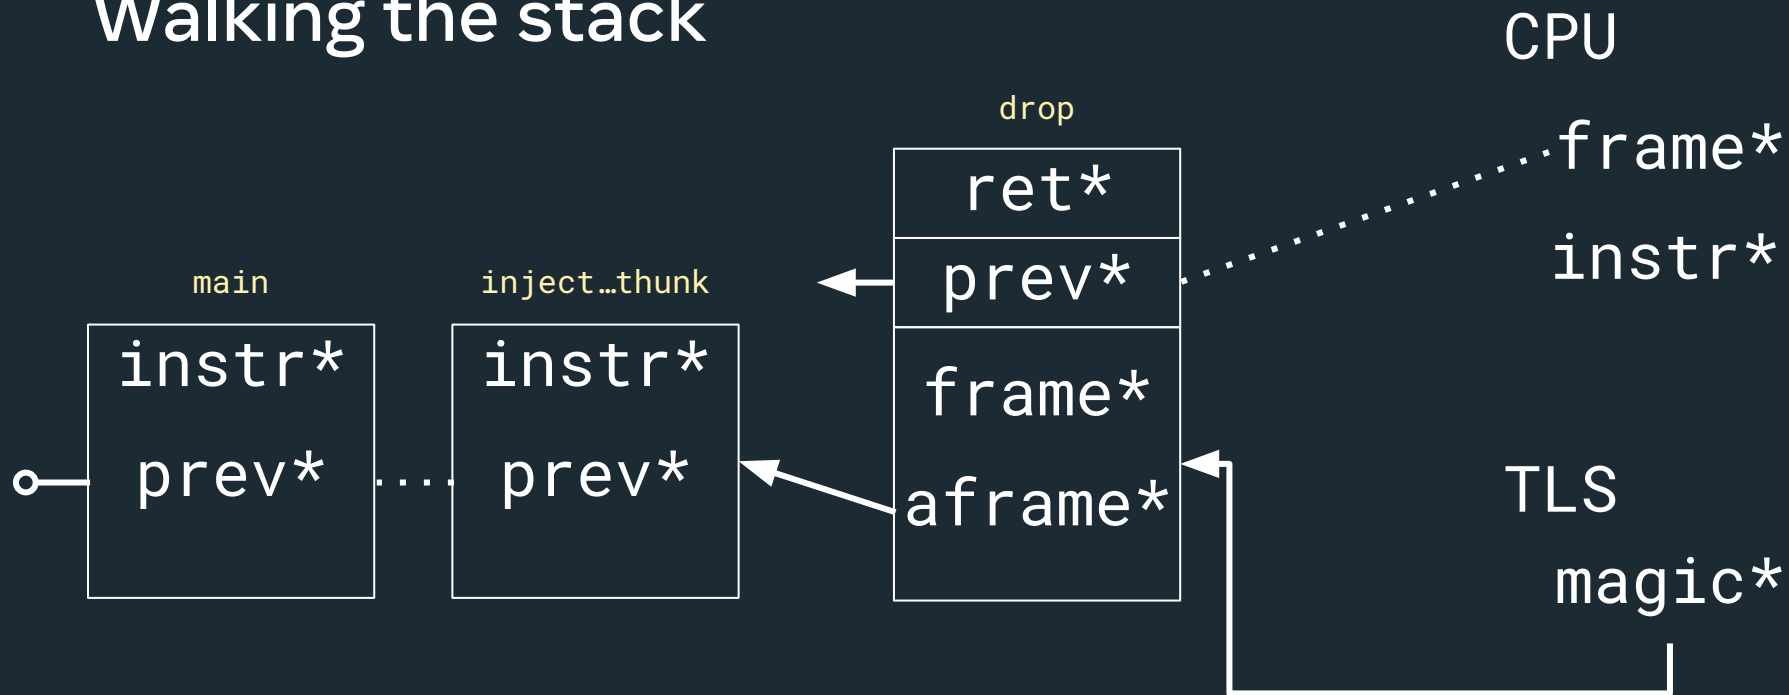 Walking the stack
main
instr*
prev*
inject…thunk
instr*
prev*
drop
ret*
prev*
frame*
aframe*
CPU
frame*
instr*
TLS
magic*